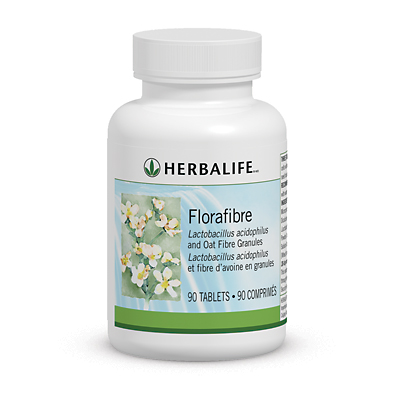 HERBALIFE
Florafibre
Lactobacillus acidophilus
and Oat Fibre Granules
Lactobacillus acidophilus
et fibre d'avoine en granules
90 TABLETS • 90 COMPRIMÉS